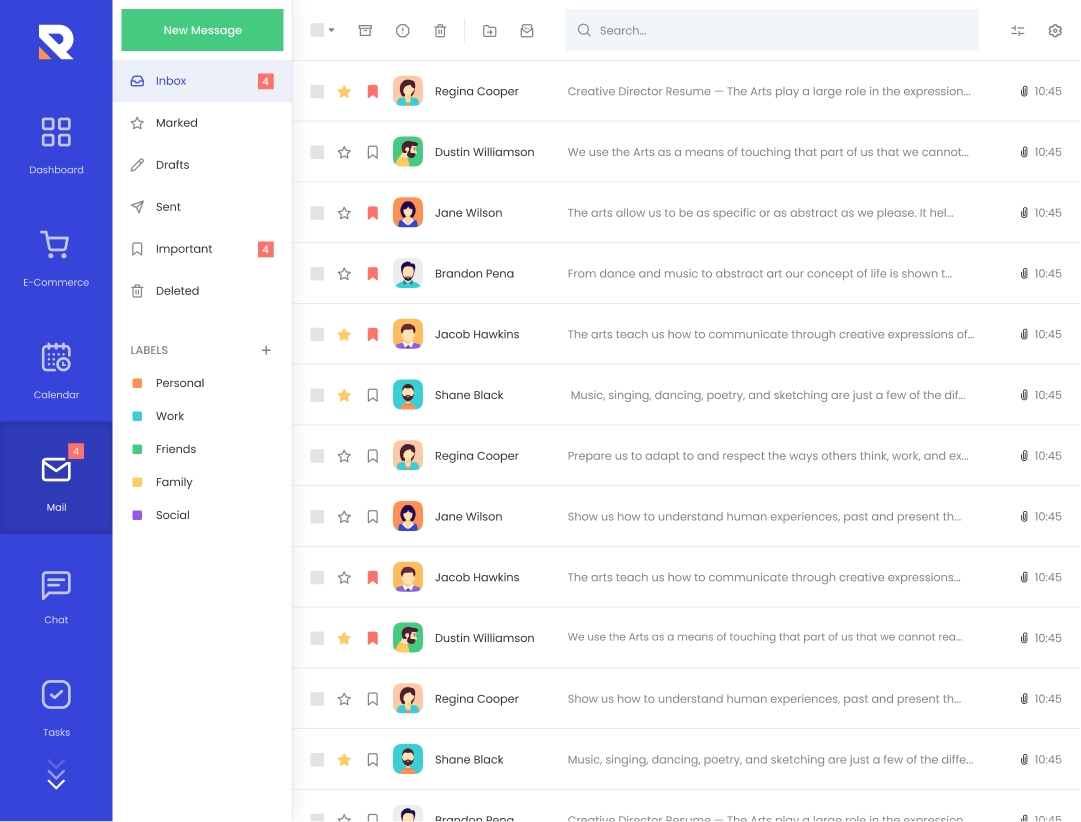 New Message
Search...
Inbox 4
Marked
Drafts
Sent
Important 4
Deleted
LABELS +
Personal
Work
Friends
Family
Social
Dashboard
E-Commerce
Calendar
4
Mail
Chat
Tasks
Regina Cooper Creative Director Resume — The Arts play a large role in the expression... 10:45
Dustin Williamson We use the Arts as a means of touching that part of us that we cannot... 10:45
Jane Wilson The arts allow us to be as specific or as abstract as we please. It hel... 10:45
Brandon Pena From dance and music to abstract art our concept of life is shown t... 10:45
Jacob Hawkins The arts teach us how to communicate through creative expressions of... 10:45
Shane Black Music, singing, dancing, poetry, and sketching are just a few of the dif... 10:45
Regina Cooper Prepare us to adapt to and respect the ways others think, work, and ex... 10:45
Jane Wilson Show us how to understand human experiences, past and present th... 10:45
Jacob Hawkins The arts teach us how to communicate through creative expressions... 10:45
Dustin Williamson We use the Arts as a means of touching that part of us that we cannot rea... 10:45
Regina Cooper Show us how to understand human experiences, past and present th... 10:45
Shane Black Music, singing, dancing, poetry, and sketching are just a few of the diffe... 10:45
Brandon Pena Creative Director Resume — The Arts play a large role in the expression... 10:45